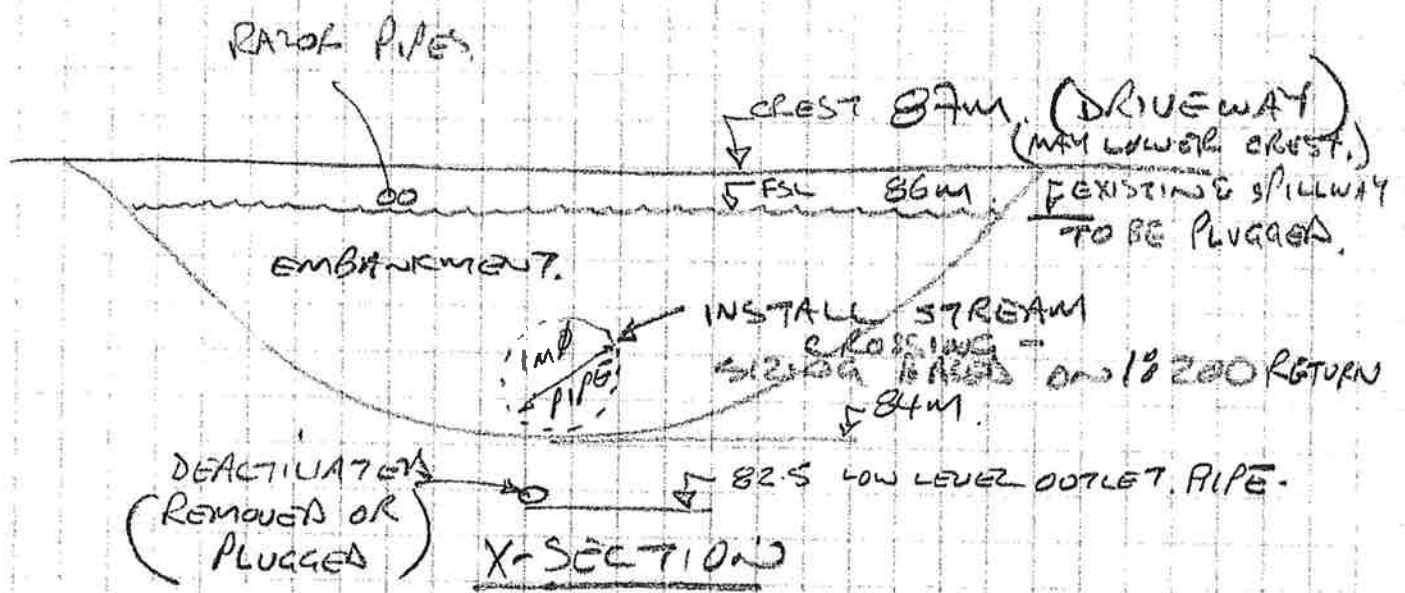 RAZOR PIPES
CREST 87M. (DRIVEWAY)
(MAY LOWER CREST.)
FSL 86M.
EXISTING SPILLWAY
TO BE PLUGGED.
EMBANKMENT.
INSTALL STREAM
CROSSING -
SIZING BASED ON 1:200 RETURN
1MØ
PIPE
84M.
DEACTIVATED
(REMOVED OR
PLUGGED)
82.5 LOW LEVEL OUTLET. PIPE.
X-SECTION